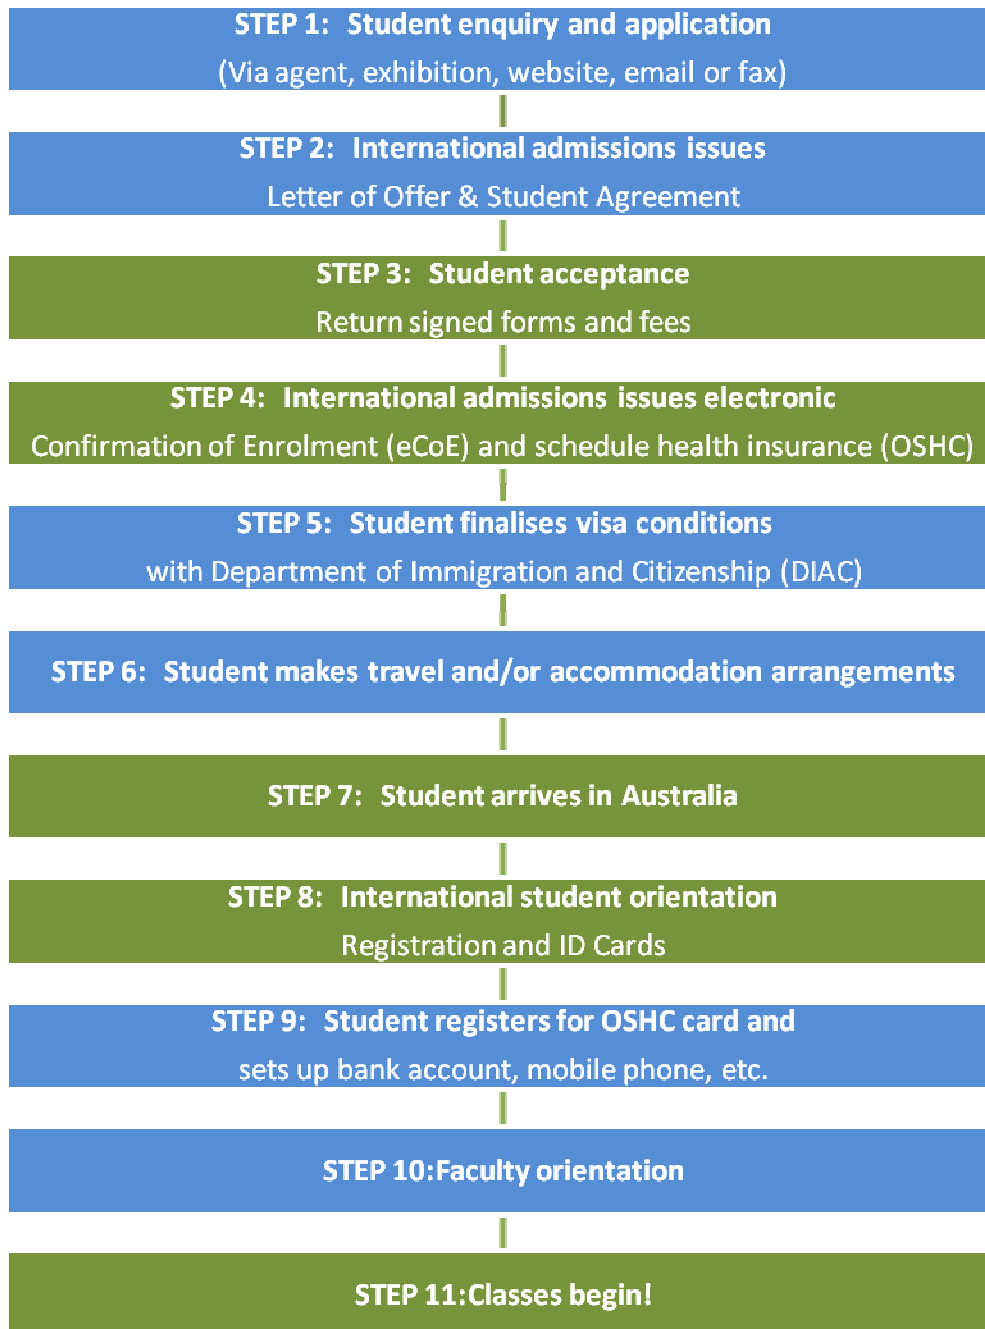 STEP 1: Student enquiry and application
(Via agent, exhibition, website, email or fax)
STEP 2: International admissions issues
Letter of Offer & Student Agreement
STEP 3: Student acceptance
Return signed forms and fees
STEP 4: International admissions issues electronic
Confirmation of Enrolment (eCoE) and schedule health insurance (OSHC)
STEP 5: Student finalises visa conditions
with Department of Immigration and Citizenship (DIAC)
STEP 6: Student makes travel and/or accommodation arrangements
STEP 7: Student arrives in Australia
STEP 8: International student orientation
Registration and ID Cards
STEP 9: Student registers for OSHC card and
sets up bank account, mobile phone, etc.
STEP 10:Faculty orientation
STEP 11:Classes begin!